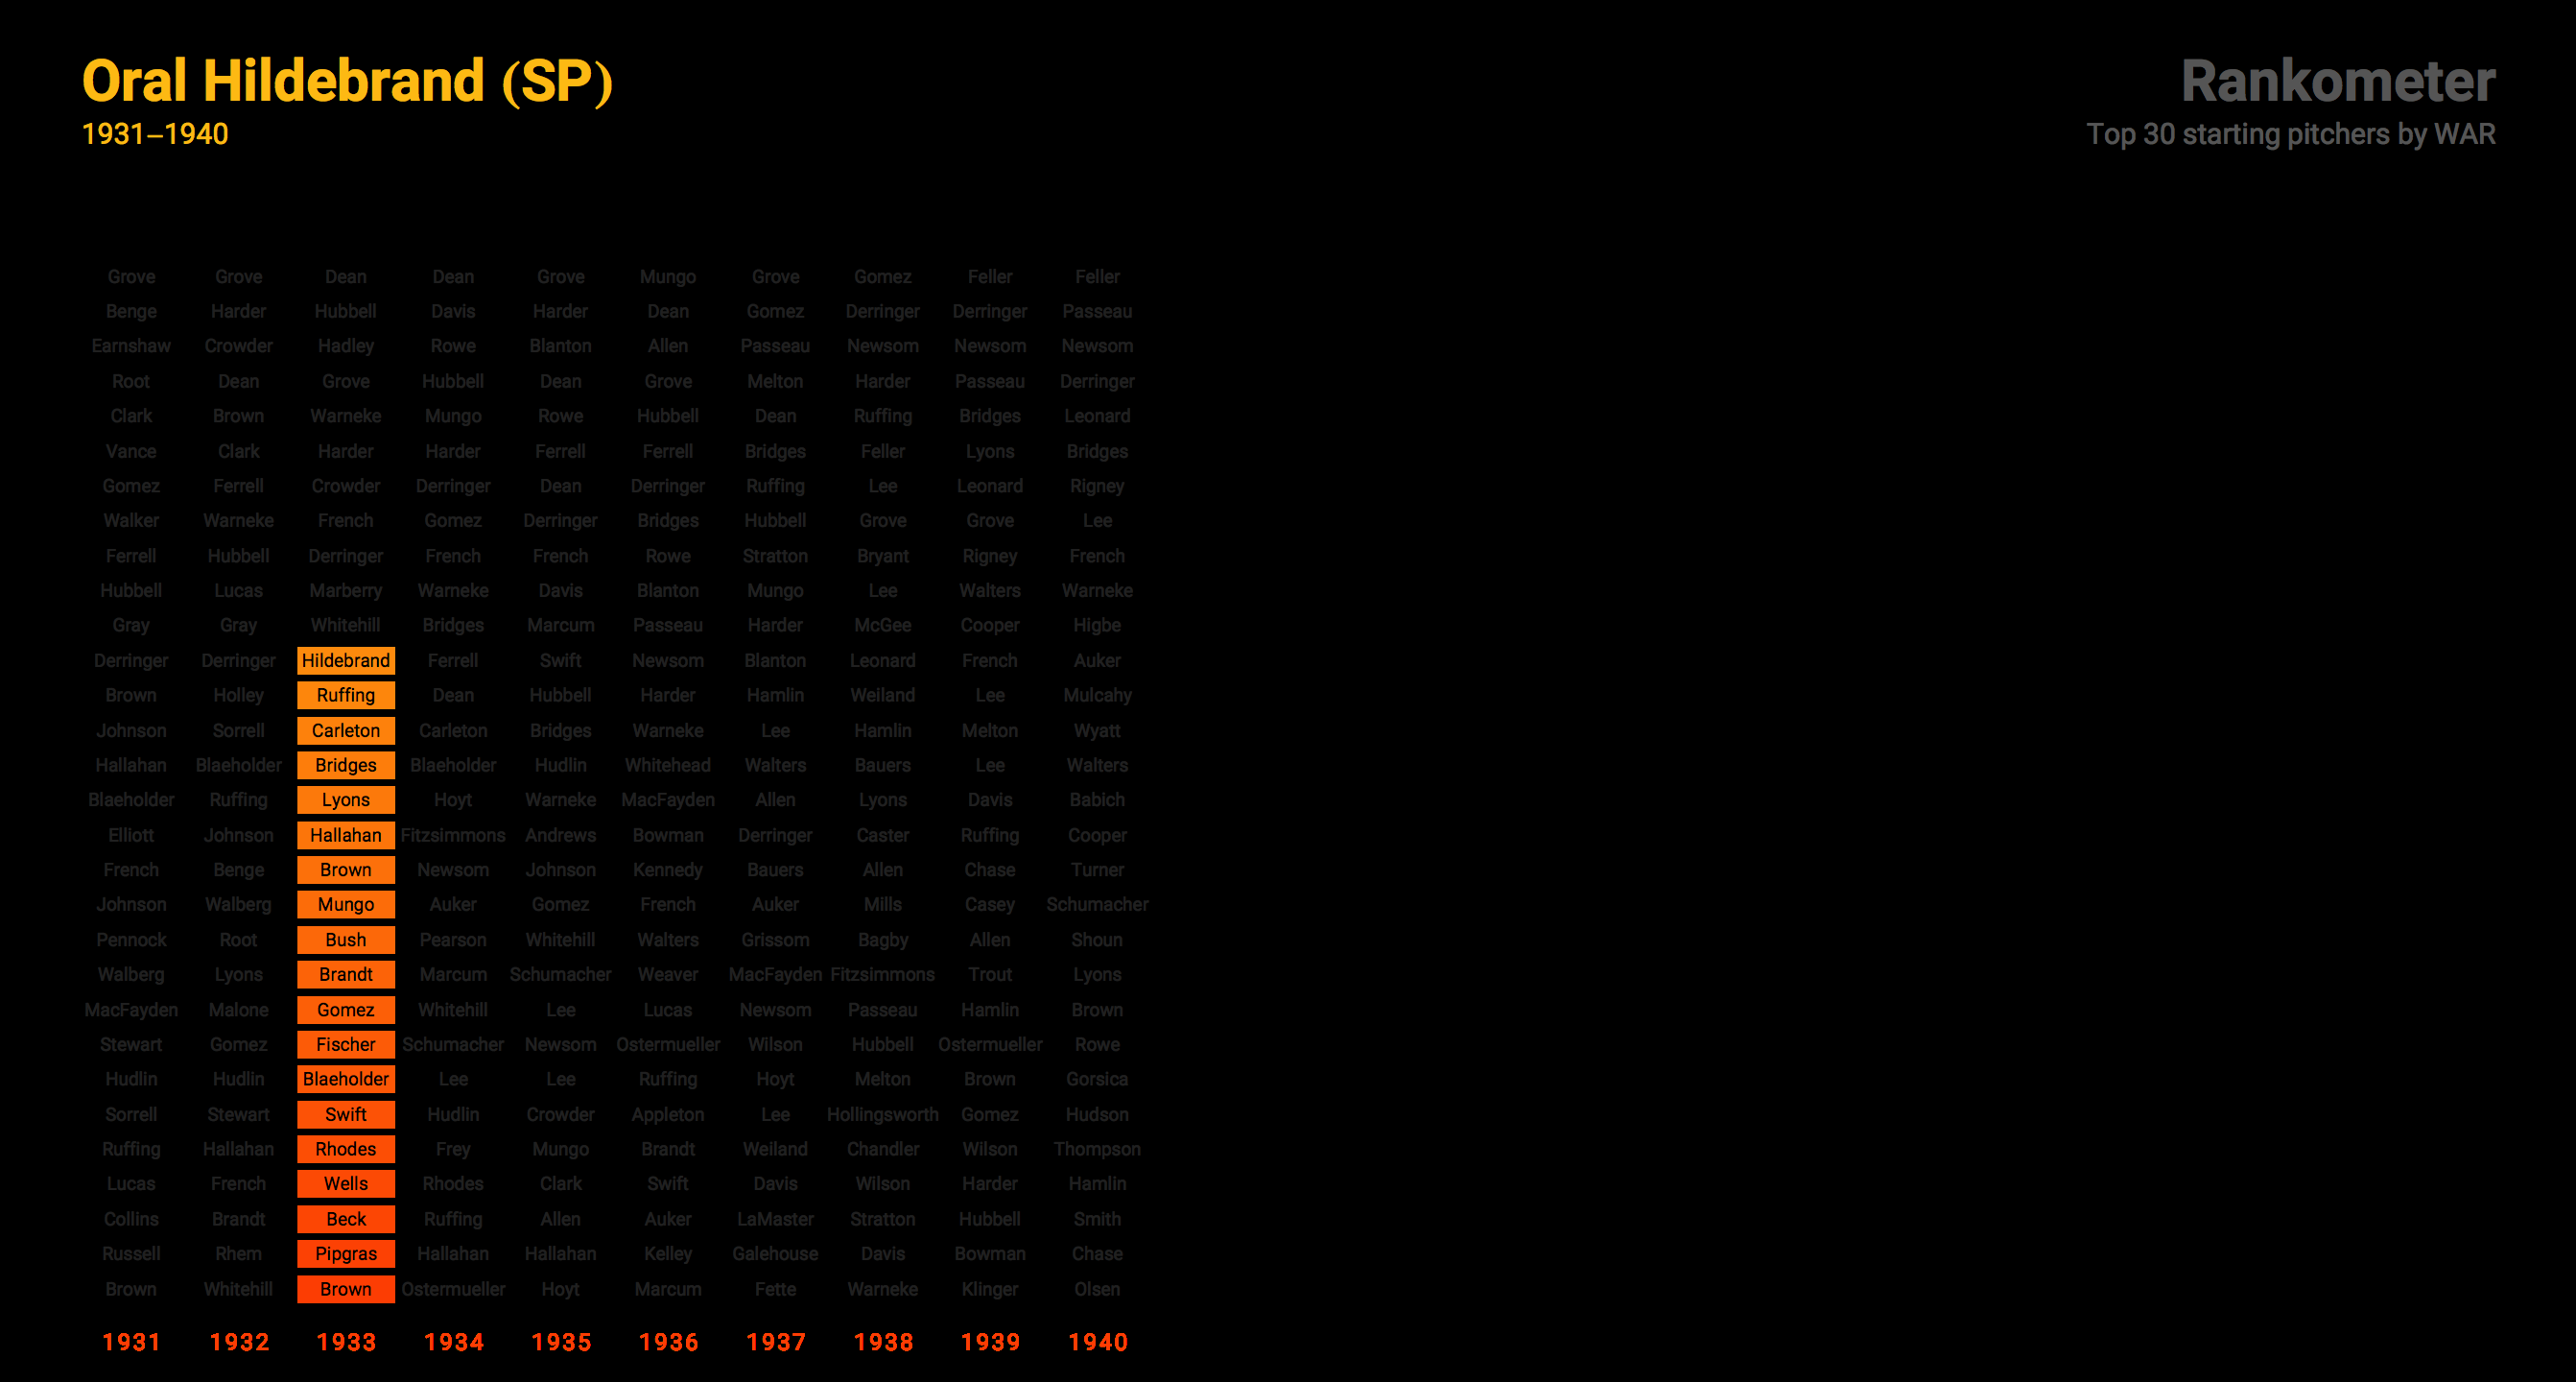 Oral Hildebrand (SP)
1931–1940
Rankometer
Top 30 starting pitchers by WAR
Grove Grove Dean Dean Grove Mungo Grove Gomez Feller Feller
Benge Harder Hubbell Davis Harder Dean Gomez Derringer Derringer Passeau
Earnshaw Crowder Hadley Rowe Blanton Allen Passeau Newsom Newsom Newsom
Root Dean Grove Hubbell Dean Grove Melton Harder Passeau Derringer
Clark Brown Warneke Mungo Rowe Hubbell Dean Ruffing Bridges Leonard
Vance Clark Harder Harder Ferrell Ferrell Bridges Feller Lyons Bridges
Gomez Ferrell Crowder Derringer Dean Derringer Ruffing Lee Leonard Rigney
Walker Warneke French Gomez Derringer Bridges Hubbell Grove Grove Lee
Ferrell Hubbell Derringer French French Rowe Stratton Bryant Rigney French
Hubbell Lucas Marberry Warneke Davis Blanton Mungo Lee Walters Warneke
Gray Gray Whitehill Bridges Marcum Passeau Harder McGee Cooper Higbe
Derringer Derringer Hildebrand Ferrell Swift Newsom Blanton Leonard French Auker
Brown Holley Ruffing Dean Hubbell Harder Hamlin Weiland Lee Mulcahy
Johnson Sorrell Carleton Carleton Bridges Warneke Lee Hamlin Melton Wyatt
Hallahan Blaeholder Bridges Blaeholder Hudlin Whitehead Walters Bauers Lee Walters
Blaeholder Ruffing Lyons Hoyt Warneke MacFayden Allen Lyons Davis Babich
Elliott Johnson Hallahan Fitzsimmons Andrews Bowman Derringer Caster Ruffing Cooper
French Benge Brown Newsom Johnson Kennedy Bauers Allen Chase Turner
Johnson Walberg Mungo Auker Gomez French Auker Mills Casey Schumacher
Pennock Root Bush Pearson Whitehill Walters Grissom Bagby Allen Shoun
Walberg Lyons Brandt Marcum Schumacher Weaver MacFayden Fitzsimmons Trout Lyons
MacFayden Malone Gomez Whitehill Lee Lucas Newsom Passeau Hamlin Brown
Stewart Gomez Fischer Schumacher Newsom Ostermueller Wilson Hubbell Ostermueller Rowe
Hudlin Hudlin Blaeholder Lee Lee Ruffing Hoyt Melton Brown Gorsica
Sorrell Stewart Swift Hudlin Crowder Appleton Lee Hollingsworth Gomez Hudson
Ruffing Hallahan Rhodes Frey Mungo Brandt Weiland Chandler Wilson Thompson
Lucas French Wells Rhodes Clark Swift Davis Wilson Harder Hamlin
Collins Brandt Beck Ruffing Allen Auker LaMaster Stratton Hubbell Smith
Russell Rhem Pipgras Hallahan Hallahan Kelley Galehouse Davis Bowman Chase
Brown Whitehill Brown Ostermueller Hoyt Marcum Fette Warneke Klinger Olsen
1931 1932 1933 1934 1935 1936 1937 1938 1939 1940